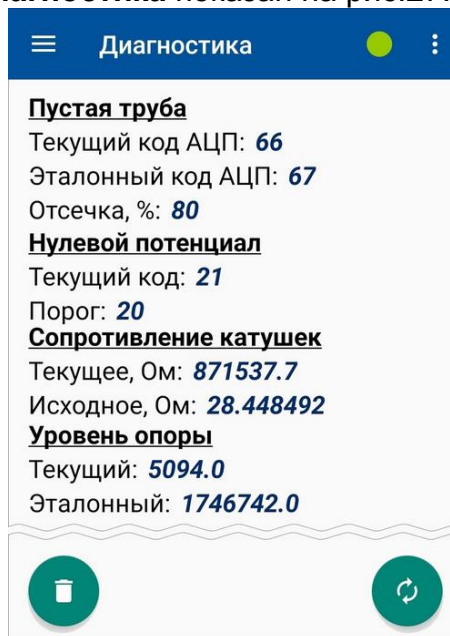 Диагностика
Пустая труба
Текущий код АЦП: 66
Эталонный код АЦП: 67
Отсечка, %: 80
Нулевой потенциал
Текущий код: 21
Порог: 20
Сопротивление катушек
Текущее, Ом: 871537.7
Исходное, Ом: 28.448492
Уровень опоры
Текущий: 5094.0
Эталонный: 1746742.0